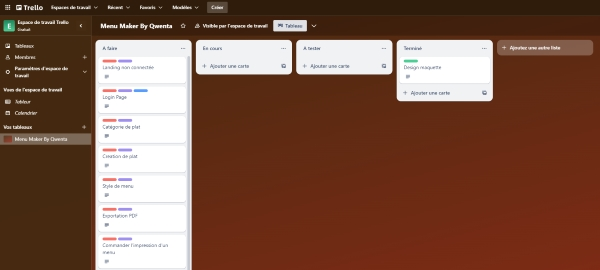 Trello
Espaces de travail
Récent
Favoris
Modèles
Créer
E
Espace de travail Trello
Gratuit
Menu Maker By Qwenta
Visible par l'espace de travail
Tableau
Tableaux
Membres
Paramètres d'espace de
travail
Vues de l'espace de travail
Tableur
Calendrier
Vos tableaux
Menu Maker By Qwenta
A faire
Landing non connectée
Login Page
Catégorie de plat
Creation de plat
Style de menu
Exportation PDF
Commander l'impression d'un
menu
En cours
Ajouter une carte
A tester
Ajouter une carte
Terminé
Design maquette
Ajouter une carte
Ajoutez une autre liste